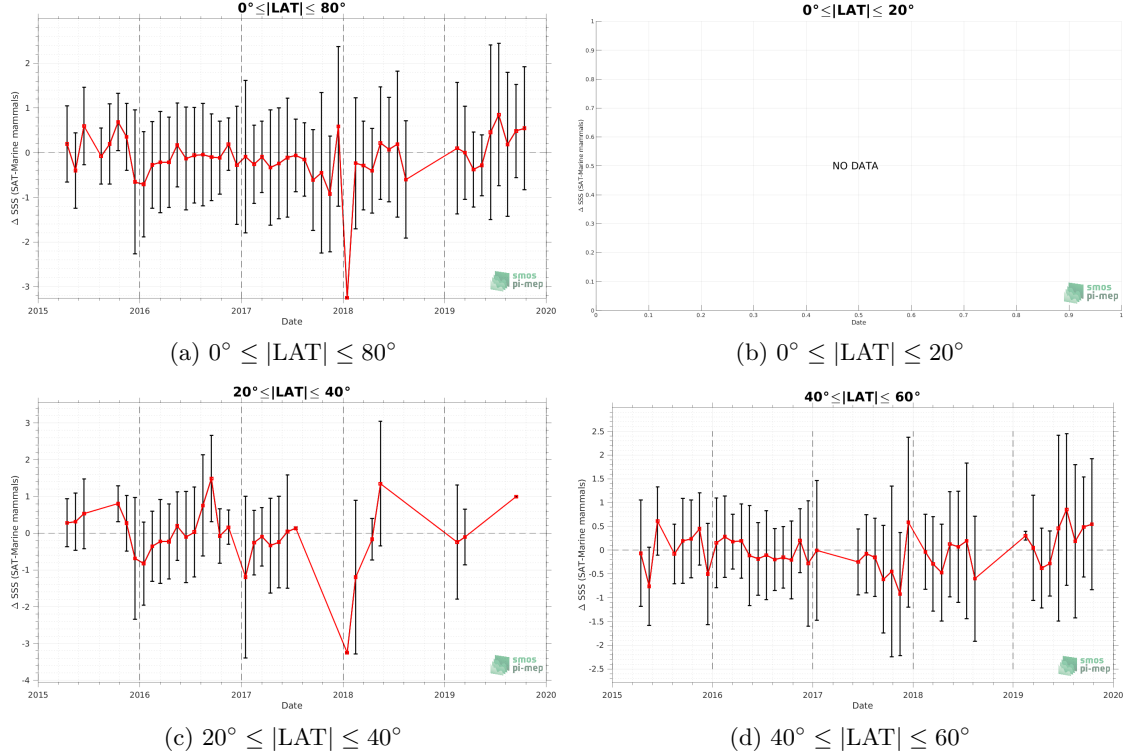 0°≤|LAT|≤ 80°
Δ SSS (SAT-Marine mammals)
2
1
0
-1
-2
-3
2015 2016 2017 2018 2019 2020
Date
smos
pi-mep
(a) 0° ≤ |LAT| ≤ 80°
0°≤|LAT|≤ 20°
Δ SSS (SAT-Marine mammals)
1
0.9
0.8
0.7
0.6
0.5
0.4
0.3
0.2
0.1
0
NO DATA
0 0.1 0.2 0.3 0.4 0.5 0.6 0.7 0.8 0.9 1
Date
smos
pi-mep
(b) 0° ≤ |LAT| ≤ 20°
20°≤|LAT|≤ 40°
Δ SSS (SAT-Marine mammals)
3
2
1
0
-1
-2
-3
-4
2015 2016 2017 2018 2019 2020
Date
smos
pi-mep
(c) 20° ≤ |LAT| ≤ 40°
40°≤|LAT|≤ 60°
Δ SSS (SAT-Marine mammals)
2.5
2
1.5
1
0.5
0
-0.5
-1
-1.5
-2
-2.5
2015 2016 2017 2018 2019 2020
Date
smos
pi-mep
(d) 40° ≤ |LAT| ≤ 60°